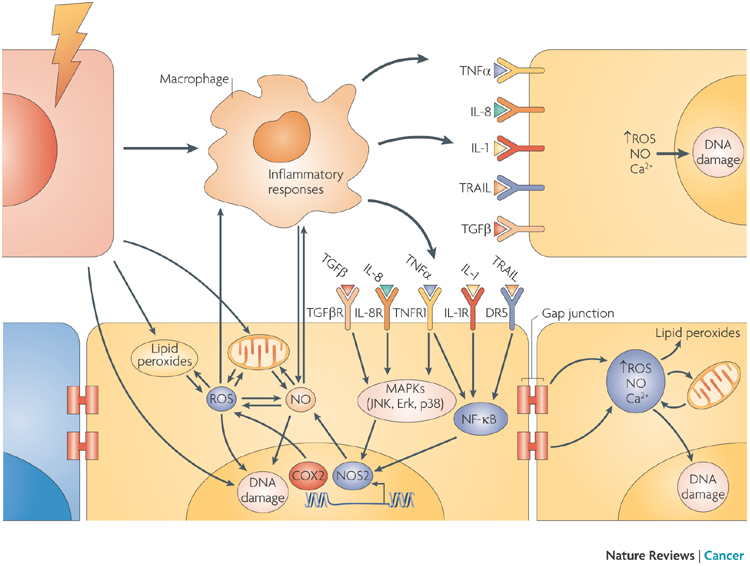 Macrophage
Inflammatory
responses
TNFα
IL-8
IL-1
TRAIL
TGFβ
↑ROS
NO
Ca²⁺
DNA
damage
TGFβ
IL-8
TNFα
IL-1
TRAIL
TGFβR
IL-8R
TNFR1
IL-1R
DR5
Gap junction
Lipid
peroxides
ROS
NO
MAPKs
(JNK, Erk, p38)
NF-κB
DNA
damage
COX2
NOS2
Lipid peroxides
↑ROS
NO
Ca²⁺
DNA
damage
Nature Reviews | Cancer